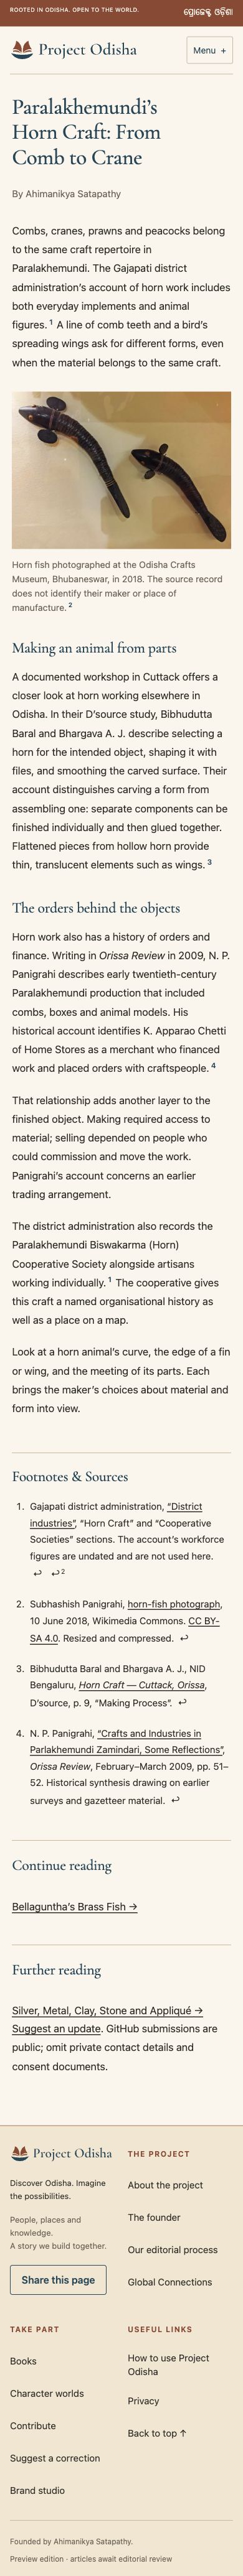 ROOTED IN ODISHA. OPEN TO THE WORLD.
ପ୍ରୋଜେକ୍ଟ ଓଡ଼ିଶା
Project Odisha
Menu +
Paralakhemundi’s
Horn Craft: From
Comb to Crane
By Ahimanikya Satapathy
Combs, cranes, prawns and peacocks belong
to the same craft repertoire in
Paralakhemundi. The Gajapati district
administration’s account of horn work includes
both everyday implements and animal
figures. 1 A line of comb teeth and a bird’s
spreading wings ask for different forms, even
when the material belongs to the same craft.
Horn fish photographed at the Odisha Crafts
Museum, Bhubaneswar, in 2018. The source record
does not identify their maker or place of
manufacture. 2
Making an animal from parts
A documented workshop in Cuttack offers a
closer look at horn working elsewhere in
Odisha. In their D’source study, Bibhudutta
Baral and Bhargava A. J. describe selecting a
horn for the intended object, shaping it with
files, and smoothing the carved surface. Their
account distinguishes carving a form from
assembling one: separate components can be
finished individually and then glued together.
Flattened pieces from hollow horn provide
thin, translucent elements such as wings. 3
The orders behind the objects
Horn work also has a history of orders and
finance. Writing in Orissa Review in 2009, N. P.
Panigrahi describes early twentieth-century
Paralakhemundi production that included
combs, boxes and animal models. His
historical account identifies K. Apparao Chetti
of Home Stores as a merchant who financed
work and placed orders with craftspeople. 4
That relationship adds another layer to the
finished object. Making required access to
material; selling depended on people who
could commission and move the work.
Panigrahi’s account concerns an earlier
trading arrangement.
The district administration also records the
Paralakhemundi Biswakarma (Horn)
Cooperative Society alongside artisans
working individually. 1 The cooperative gives
this craft a named organisational history as
well as a place on a map.
Look at a horn animal’s curve, the edge of a fin
or wing, and the meeting of its parts. Each
brings the maker’s choices about material and
form into view.
Footnotes & Sources
1. Gajapati district administration, “District
industries”, “Horn Craft” and “Cooperative
Societies” sections. The account’s workforce
figures are undated and are not used here.
↩ ↩2
2. Subhashish Panigrahi, horn-fish photograph,
10 June 2018, Wikimedia Commons. CC BY-
SA 4.0. Resized and compressed. ↩
3. Bibhudutta Baral and Bhargava A. J., NID
Bengaluru, Horn Craft — Cuttack, Orissa,
D’source, p. 9, “Making Process”. ↩
4. N. P. Panigrahi, “Crafts and Industries in
Parlakhemundi Zamindari, Some Reflections”,
Orissa Review, February–March 2009, pp. 51–
52. Historical synthesis drawing on earlier
surveys and gazetteer material. ↩
Continue reading
Bellaguntha’s Brass Fish →
Further reading
Silver, Metal, Clay, Stone and Appliqué →
Suggest an update. GitHub submissions are
public; omit private contact details and
consent documents.
Project Odisha
Discover Odisha. Imagine
the possibilities.
People, places and
knowledge.
A story we build together.
Share this page
THE PROJECT
About the project
The founder
Our editorial process
Global Connections
TAKE PART
Books
Character worlds
Contribute
Suggest a correction
Brand studio
USEFUL LINKS
How to use Project
Odisha
Privacy
Back to top ↑
Founded by Ahimanikya Satapathy.
Preview edition · articles await editorial review